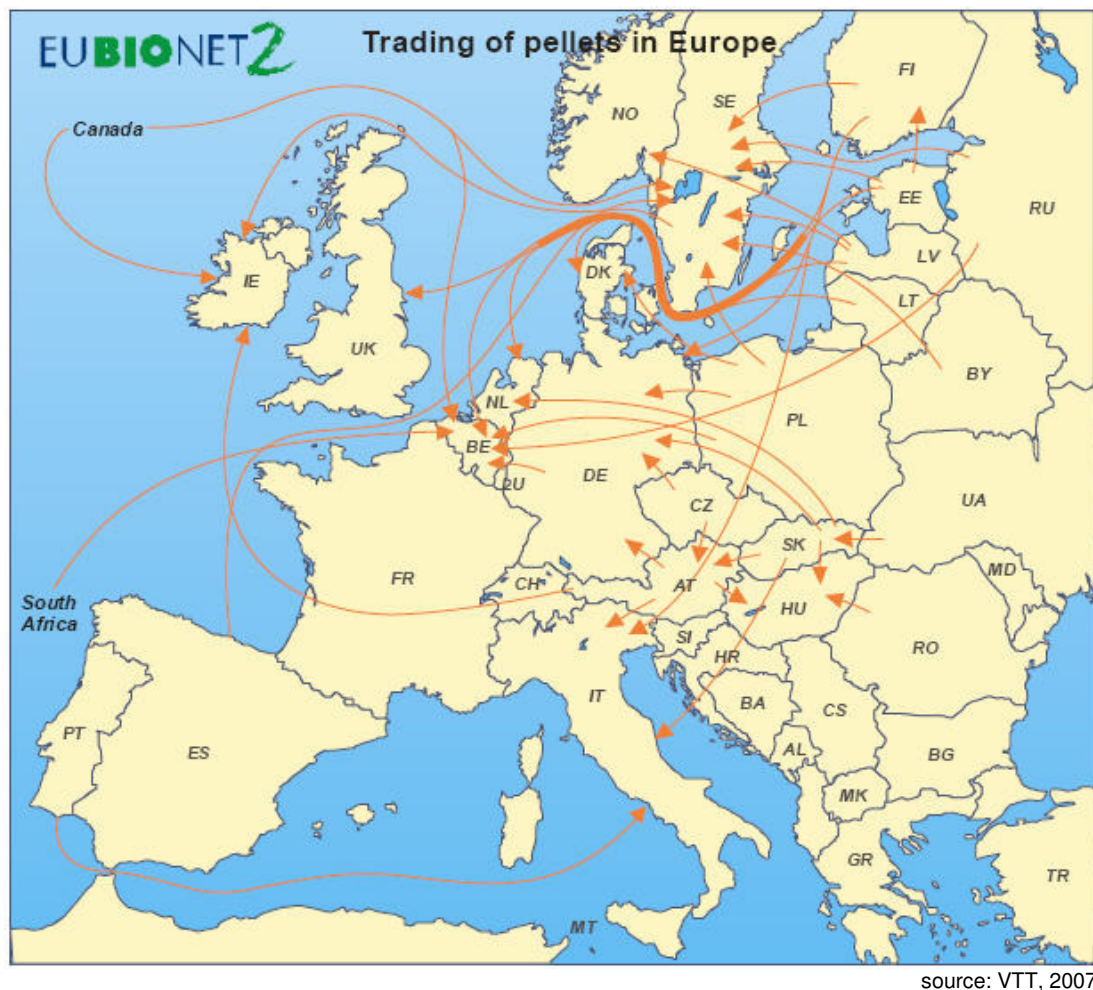 EUBIONET2
Trading of pellets in Europe
FI
SE
NO
Canada
EE
RU
LV
IE
DK
LT
UK
BY
NL
PL
BE
DE
UA
CZ
SK
MD
FR
CH
AT
HU
South
Africa
SI
RO
HR
IT
BA
CS
PT
ES
AL
BG
MK
GR
TR
MT
source: VTT, 2007